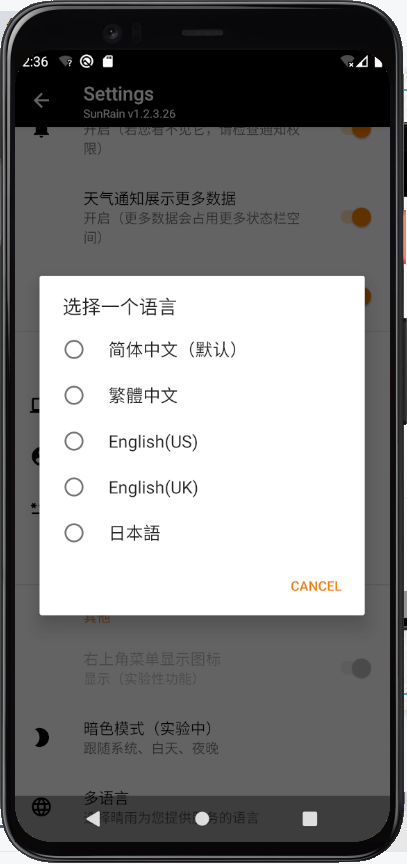 2:36
Settings
SunRain v1.2.3.26
开启（若您看不见它，请检查通知权
限）
天气通知展示更多数据
开启（更多数据会占用更多状态栏空
间）
选择一个语言
简体中文（默认）
繁體中文
English(US)
English(UK)
日本語
CANCEL
其他
右上角菜单显示图标
显示（实验性功能）
暗色模式（实验中）
跟随系统、白天、夜晚
多语言
选择晴雨为您提供服务的语言